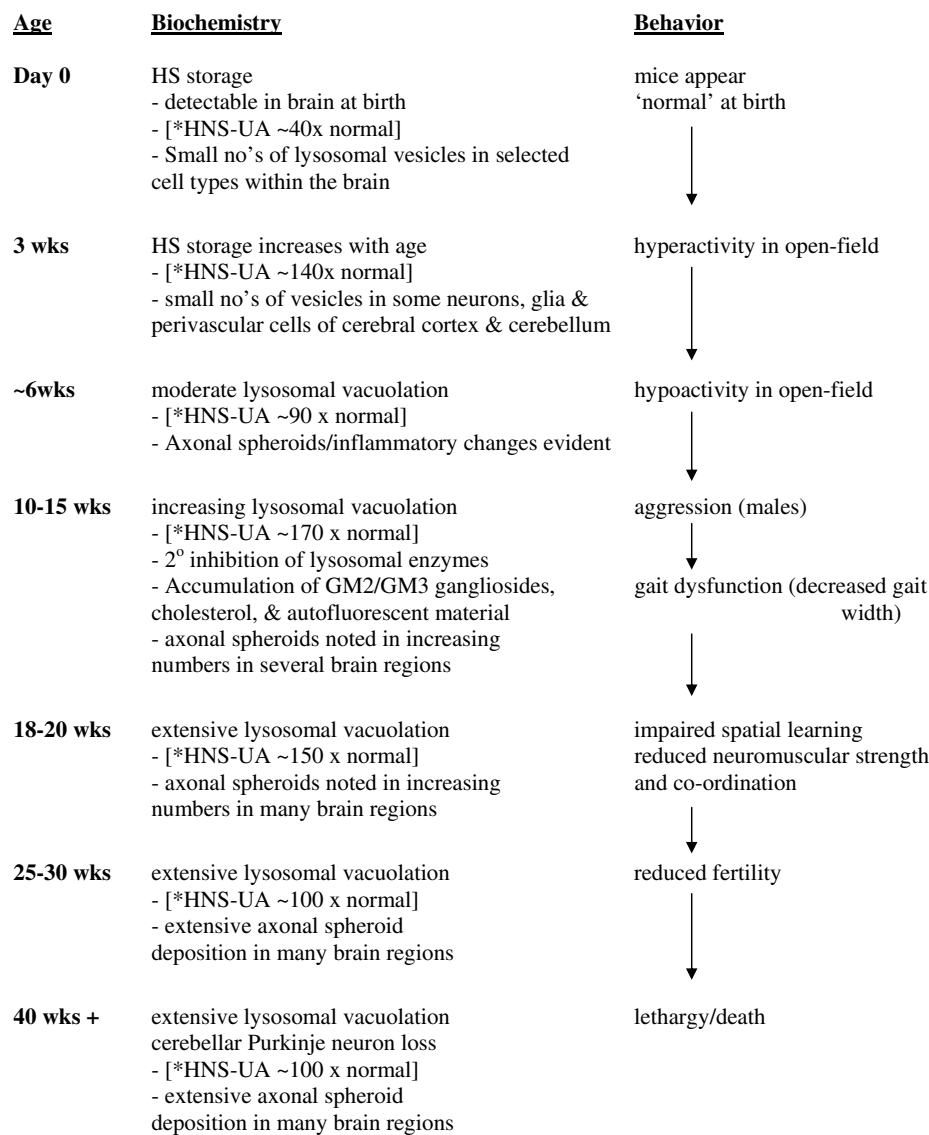 Age Biochemistry Behavior
Day 0 HS storage mice appear
- detectable in brain at birth ‘normal’ at birth
- [*HNS-UA ~40x normal]
- Small no's of lysosomal vesicles in selected
cell types within the brain
3 wks HS storage increases with age hyperactivity in open-field
- [*HNS-UA ~140x normal]
- small no's of vesicles in some neurons, glia &
perivascular cells of cerebral cortex & cerebellum
~6wks moderate lysosomal vacuolation hypoactivity in open-field
- [*HNS-UA ~90 x normal]
- Axonal spheroids/inflammatory changes evident
10-15 wks increasing lysosomal vacuolation aggression (males)
- [*HNS-UA ~170 x normal]
- 2º inhibition of lysosomal enzymes
- Accumulation of GM2/GM3 gangliosides, gait dysfunction (decreased gait
cholesterol, & autofluorescent material width)
- axonal spheroids noted in increasing
numbers in several brain regions
18-20 wks extensive lysosomal vacuolation impaired spatial learning
- [*HNS-UA ~150 x normal] reduced neuromuscular strength
- axonal spheroids noted in increasing and co-ordination
numbers in many brain regions
25-30 wks extensive lysosomal vacuolation reduced fertility
- [*HNS-UA ~100 x normal]
- extensive axonal spheroid
deposition in many brain regions
40 wks + extensive lysosomal vacuolation lethargy/death
cerebellar Purkinje neuron loss
- [*HNS-UA ~100 x normal]
- extensive axonal spheroid
deposition in many brain regions